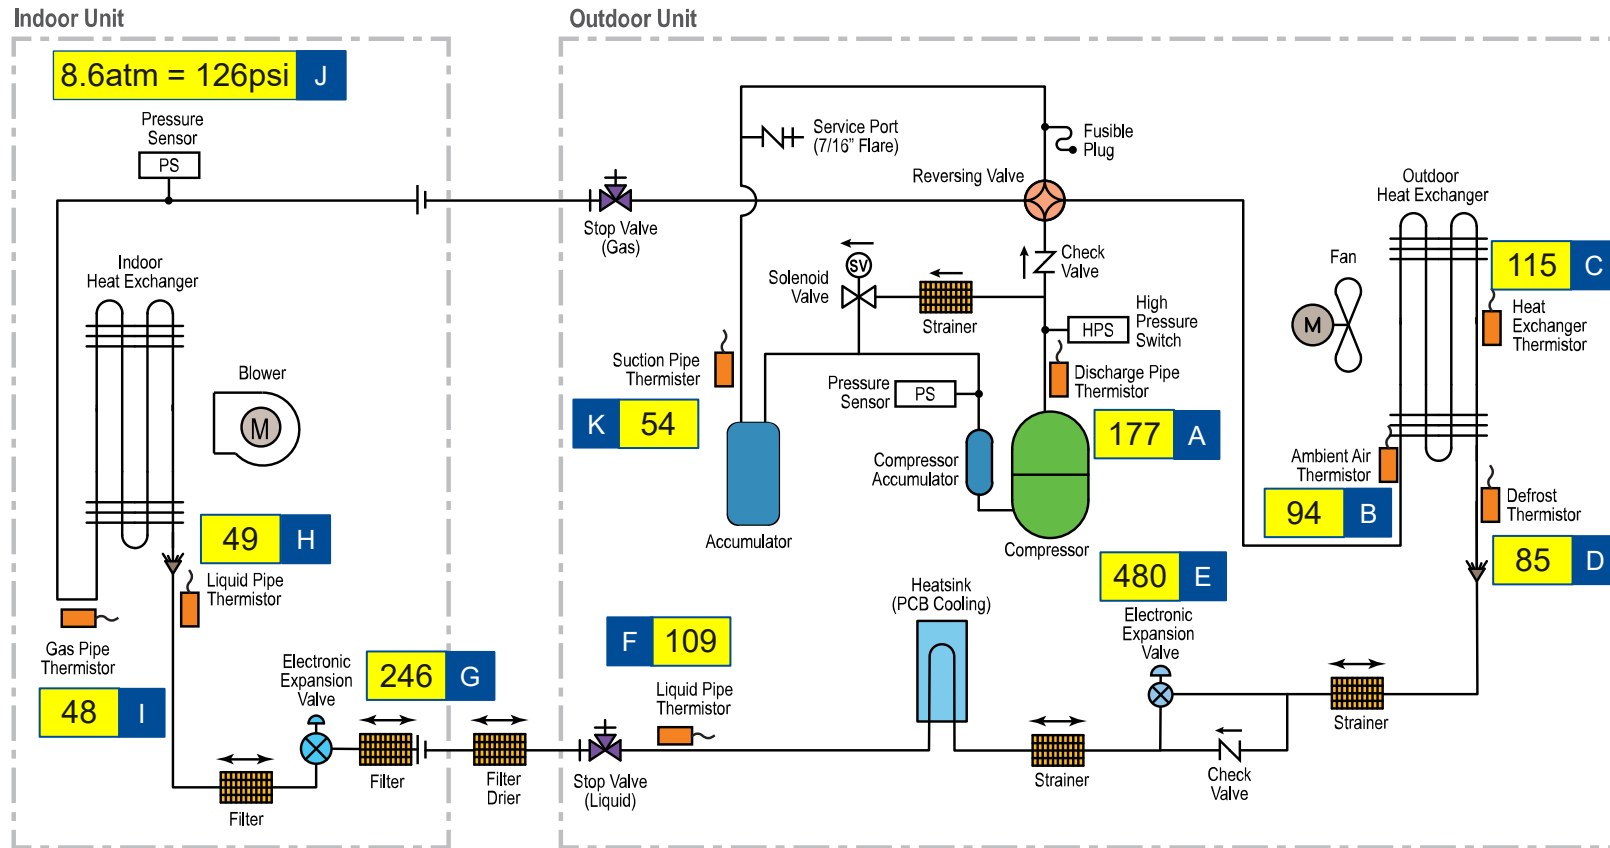 Indoor Unit
Outdoor Unit
8.6atm = 126psi J
Pressure
Sensor
PS
Service Port
(7/16" Flare)
Fusible
Plug
Reversing Valve
Outdoor
Heat Exchanger
Stop Valve
(Gas)
Check
Valve
Indoor
Heat Exchanger
SV
Solenoid
Valve
Strainer
Fan
M
115 C
High
Pressure
Switch
HPS
Heat
Exchanger
Thermistor
Suction Pipe
Thermister
Blower
M
Pressure
Sensor
PS
Discharge Pipe
Thermistor
K 54
177 A
Compressor
Accumulator
Ambient Air
Thermistor
94 B
Defrost
Thermistor
49 H
Accumulator
Compressor
85 D
Liquid Pipe
Thermistor
Heatsink
(PCB Cooling)
480 E
Electronic
Expansion
Valve
Gas Pipe
Thermistor
48 I
Electronic
Expansion
Valve
246 G
F 109
Liquid Pipe
Thermistor
Strainer
Filter
Filter
Filter
Drier
Stop Valve
(Liquid)
Strainer
Check
Valve